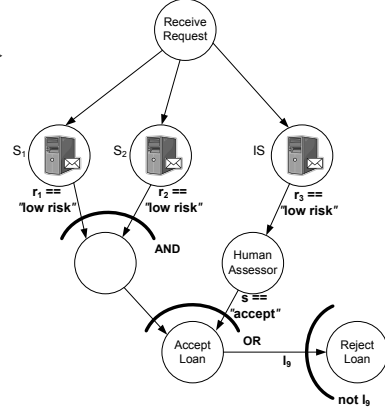 Receive
Request
S₁
S₂
IS
r₁ ==
"low risk"
r₂ ==
"low risk"
r₃ ==
"low risk"
AND
Human
Assessor
s ==
"accept"
Accept
Loan
OR
l₉
Reject
Loan
not l₉